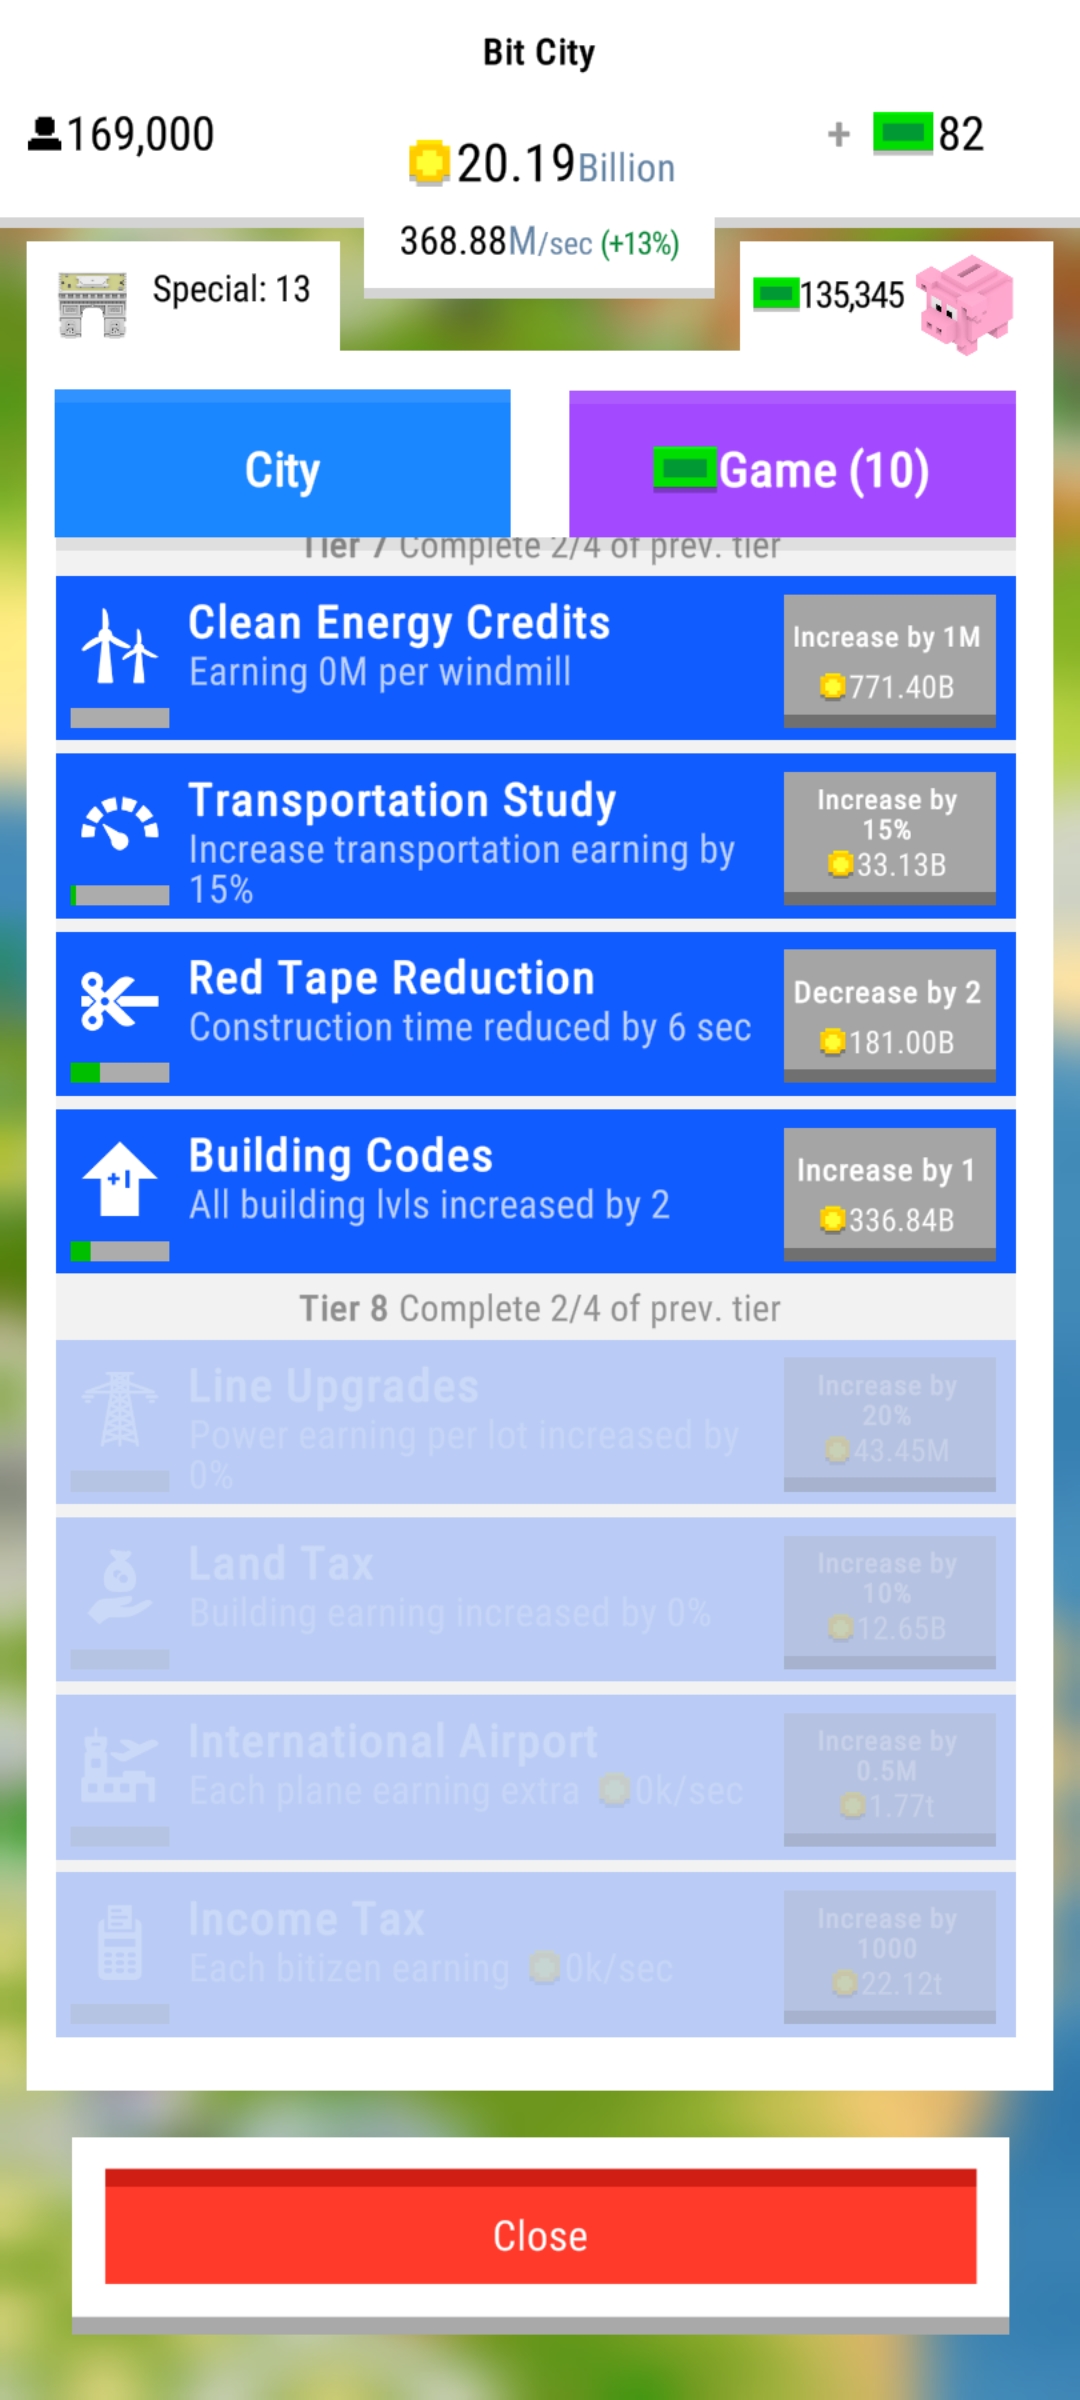 Bit City
169,000
20.19Billion
+ 82
368.88M/sec (+13%)
Special: 13
135,345
City
Game (10)
Tier 7 Complete 2/4 of prev. tier
Clean Energy Credits
Earning 0M per windmill
Increase by 1M
771.40B
Transportation Study
Increase transportation earning by
15%
Increase by
15%
33.13B
Red Tape Reduction
Construction time reduced by 6 sec
Decrease by 2
181.00B
Building Codes
All building lvls increased by 2
Increase by 1
336.84B
Tier 8 Complete 2/4 of prev. tier
Line Upgrades
Power earning per lot increased by
0%
Increase by
20%
43.45M
Land Tax
Building earning increased by 0%
Increase by
10%
12.65B
International Airport
Each plane earning extra 0k/sec
Increase by
0.5M
1.77t
Income Tax
Each bitizen earning 0k/sec
Increase by
1000
22.12t
Close